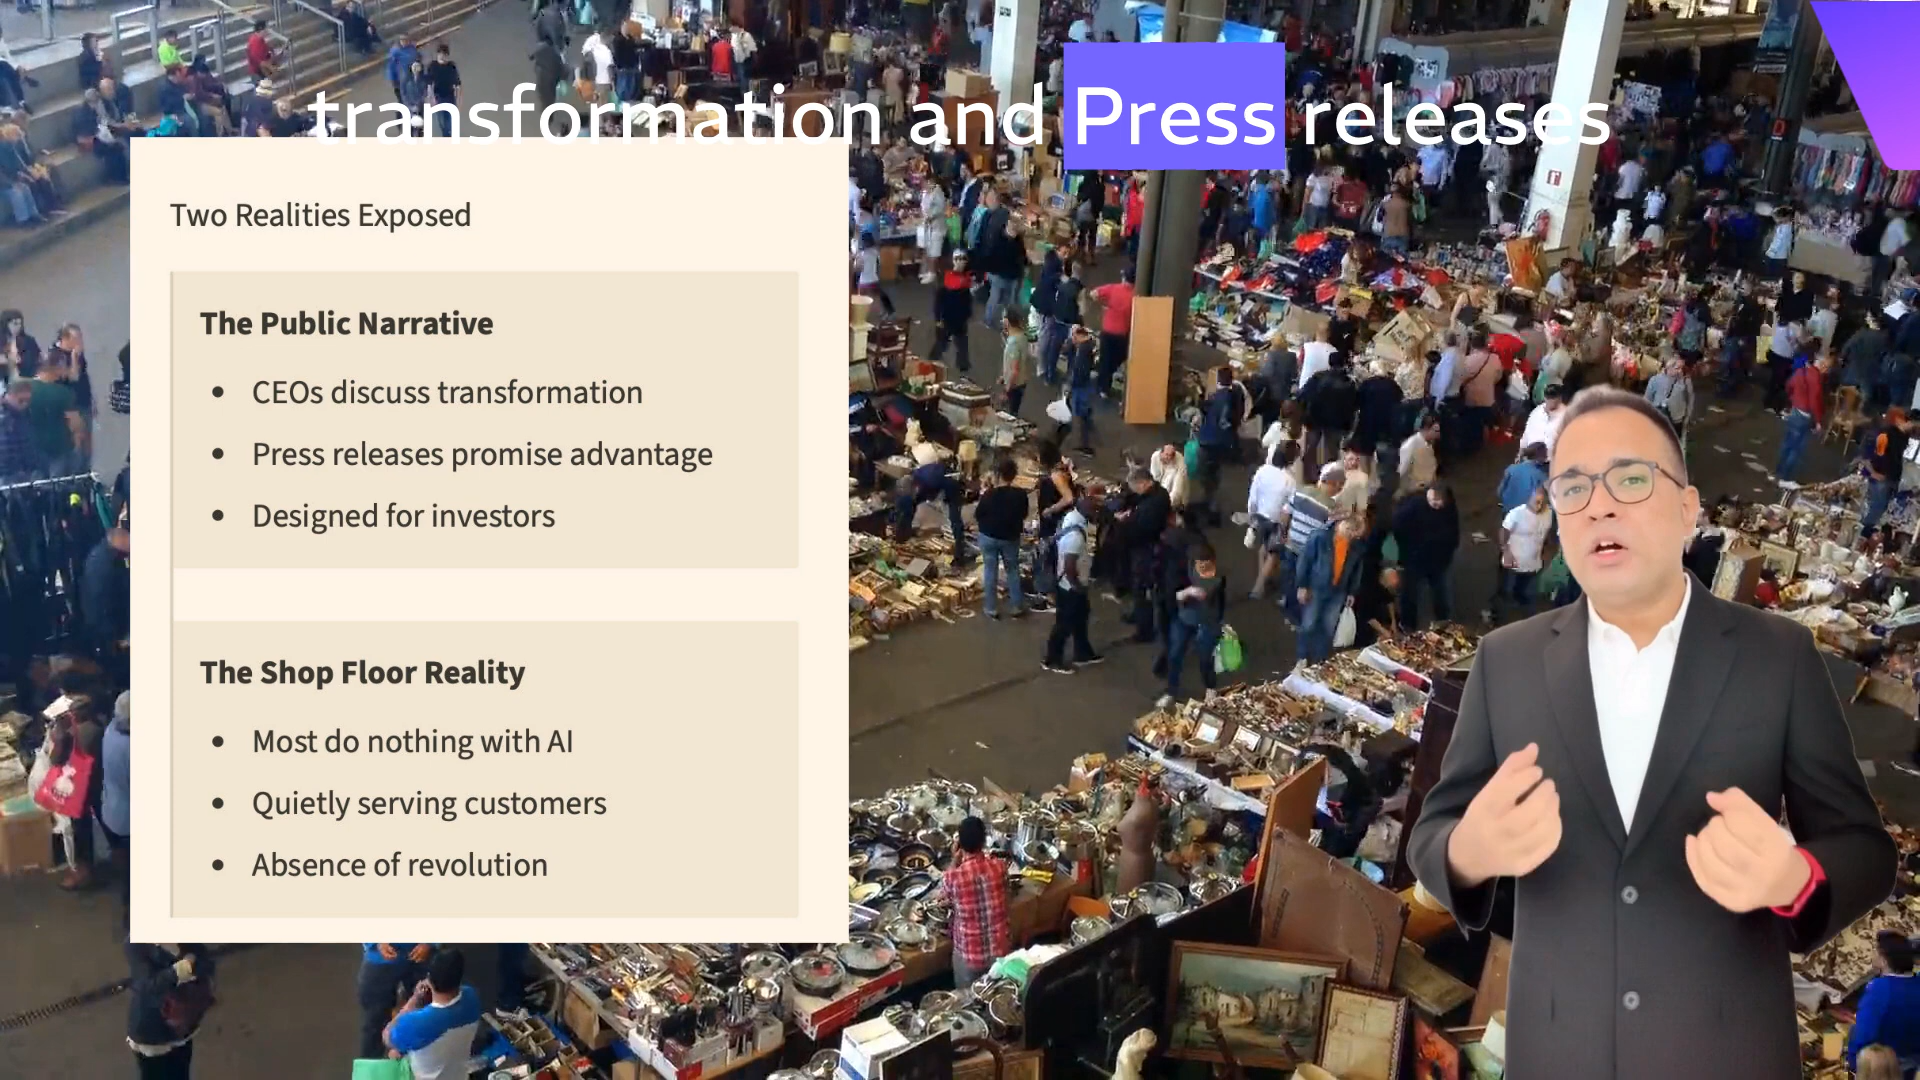 transformation and Press releases
Two Realities Exposed
The Public Narrative
• CEOs discuss transformation
• Press releases promise advantage
• Designed for investors
The Shop Floor Reality
• Most do nothing with AI
• Quietly serving customers
• Absence of revolution